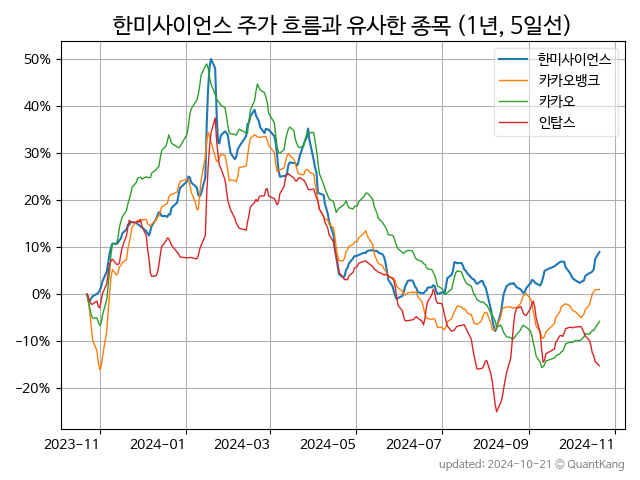 한미사이언스 주가 흐름과 유사한 종목 (1년, 5일선)
한미사이언스
카카오뱅크
카카오
인탑스
50%
40%
30%
20%
10%
0%
−10%
−20%
2023-11
2024-01
2024-03
2024-05
2024-07
2024-09
2024-11
updated: 2024-10-21 © QuantKang